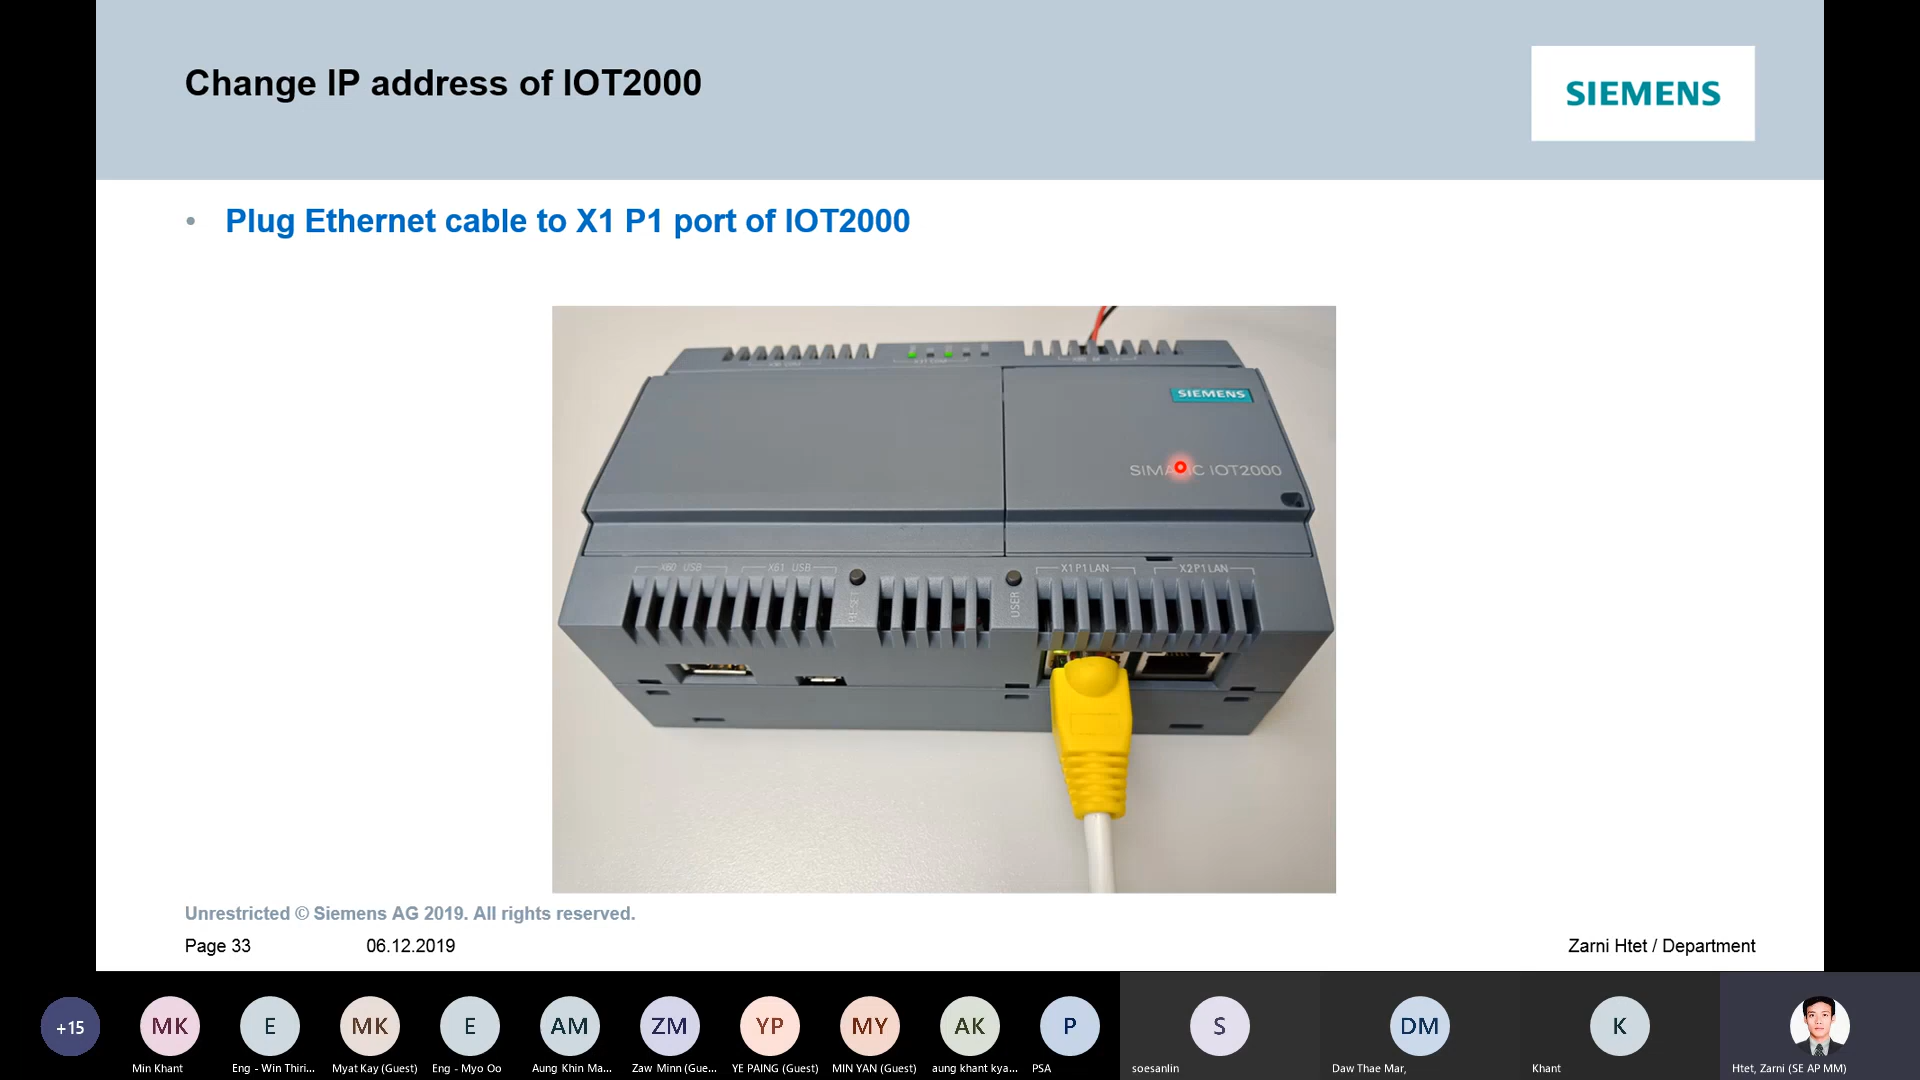 Change IP address of IOT2000
SIEMENS
• Plug Ethernet cable to X1 P1 port of IOT2000
SIEMENS
SIMATIC IOT2000
X60 USB
X61 USB
RESET
USER
X1 P1 LAN
X2 P1 LAN
Unrestricted © Siemens AG 2019. All rights reserved.
Page 33
06.12.2019
Zarni Htet / Department
+15
MK
E
MK
E
AM
ZM
YP
MY
AK
P
S
DM
K
Min Khant
Eng - Win Thiri...
Myat Kay (Guest)
Eng - Myo Oo
Aung Khin Ma...
Zaw Minn (Gue...
YE PAING (Guest)
MIN YAN (Guest)
aung khant kya...
PSA
soesanlin
Daw Thae Mar,
Khant
Htet, Zarni (SE AP MM)